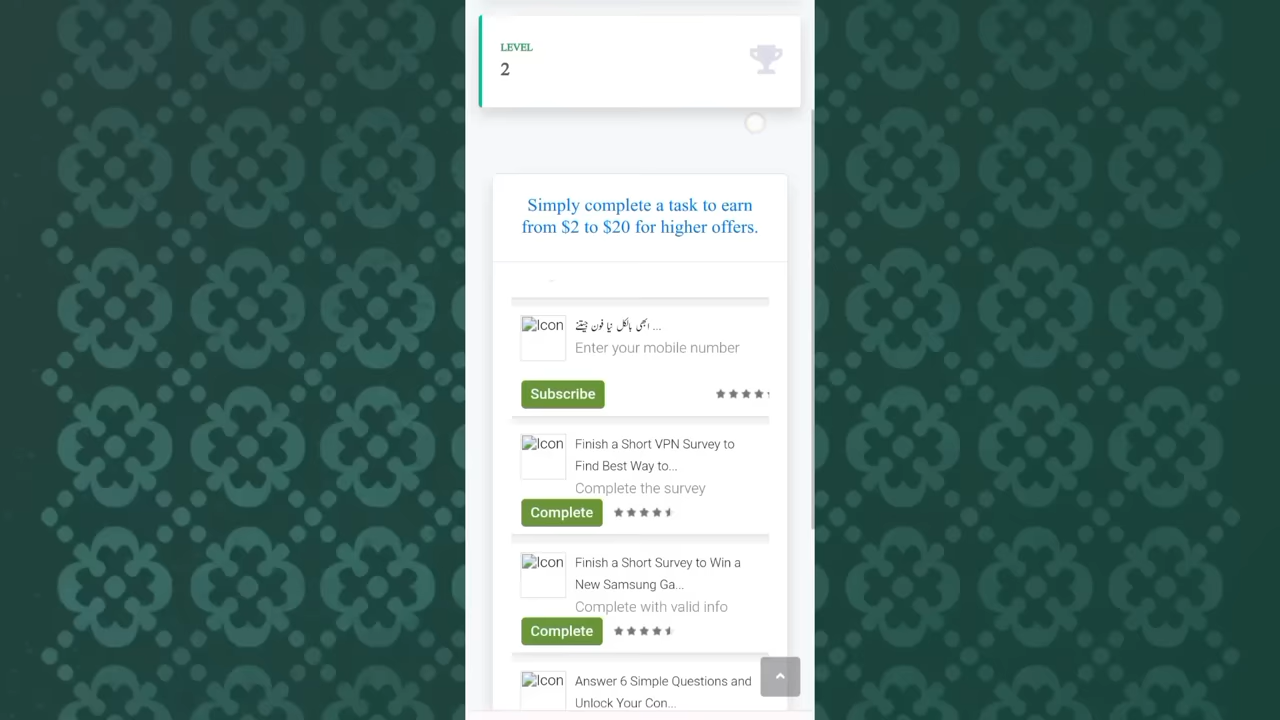 LEVEL
2
Simply complete a task to earn
from $2 to $20 for higher offers.
Icon
ابھی بالکل نیا فون جیتنے ...
Enter your mobile number
Subscribe
Icon
Finish a Short VPN Survey to
Find Best Way to...
Complete the survey
Complete
Icon
Finish a Short Survey to Win a
New Samsung Ga...
Complete with valid info
Complete
Icon
Answer 6 Simple Questions and
Unlock Your Con...